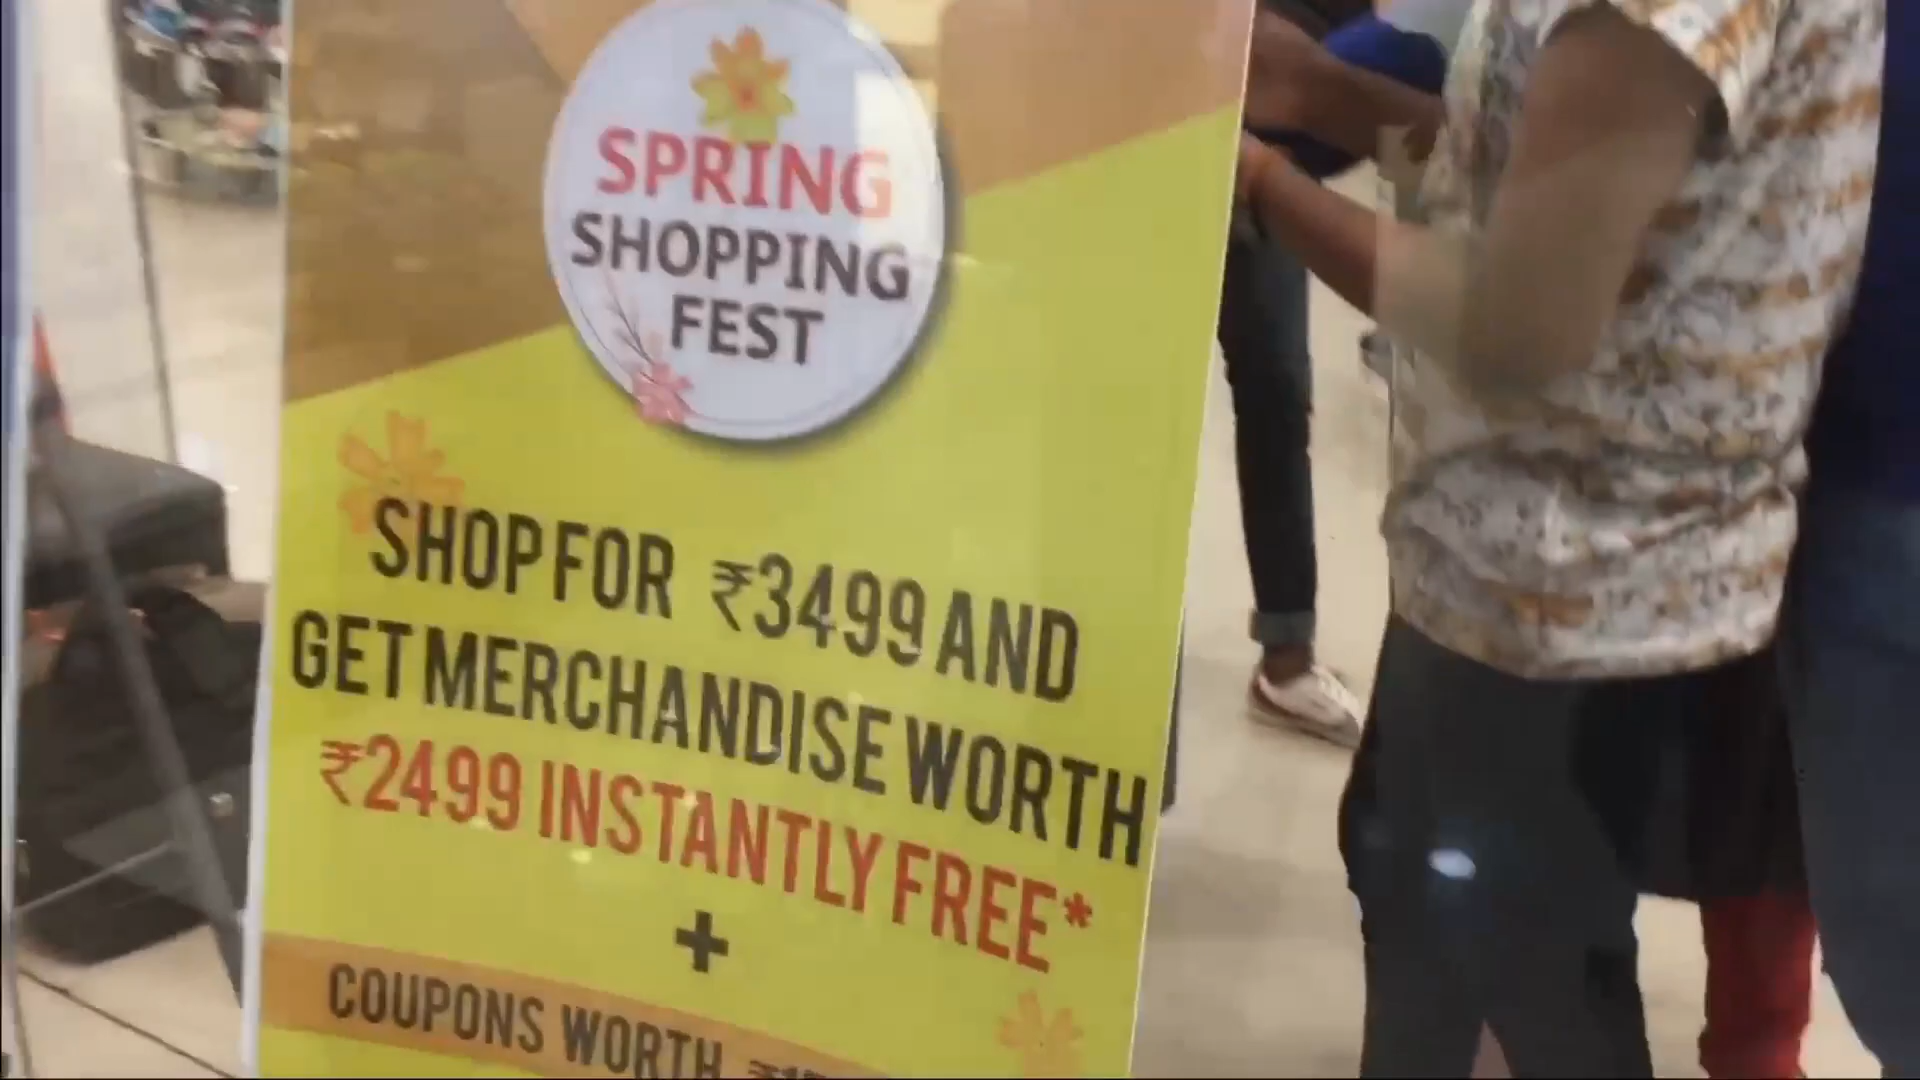 SPRING
SHOPPING
FEST
SHOP FOR ₹3499 AND
GET MERCHANDISE WORTH
₹2499 INSTANTLY FREE*
+
COUPONS WORTH